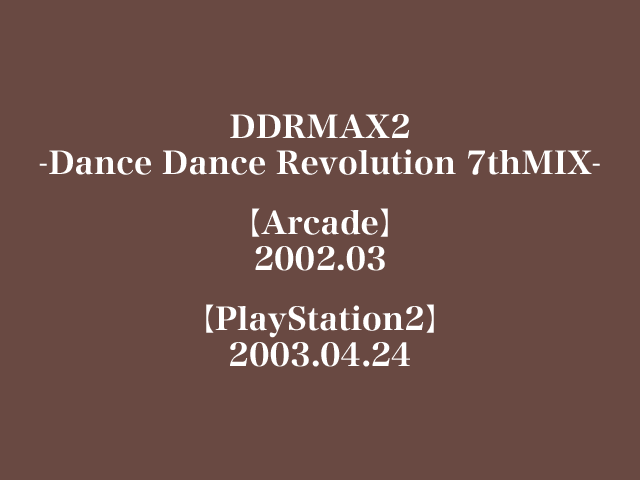 DDRMAX2
-Dance Dance Revolution 7thMIX-
【Arcade】
2002.03
【PlayStation2】
2003.04.24